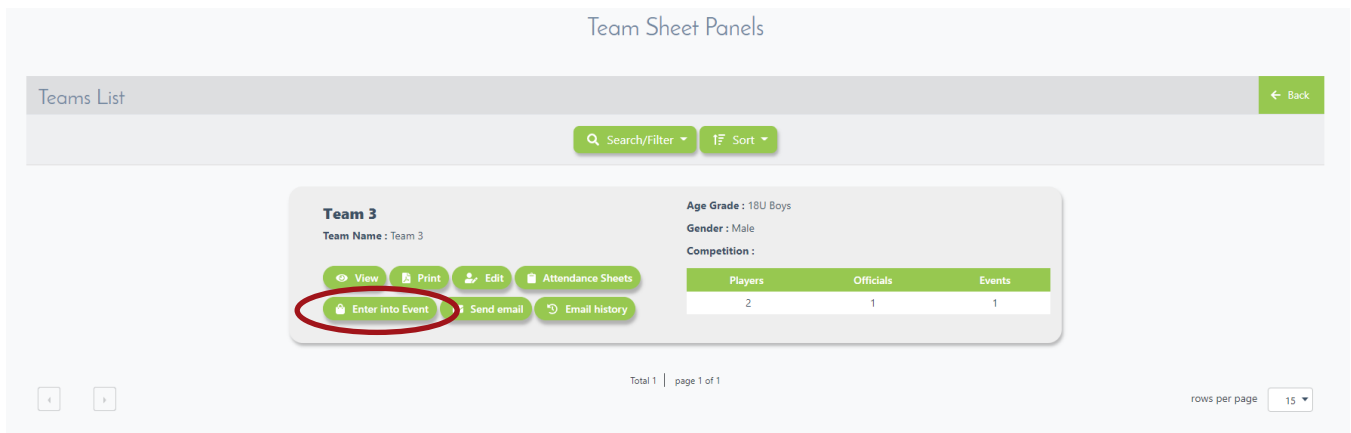 Team Sheet Panels
Teams List
Back
Search/Filter
Sort
Team 3
Team Name : Team 3
Age Grade : 18U Boys
Gender : Male
Competition :
View Print Edit Attendance Sheets
Enter into Event Send email Email history
Players Officials Events
2 1 1
Total 1 page 1 of 1
rows per page 15